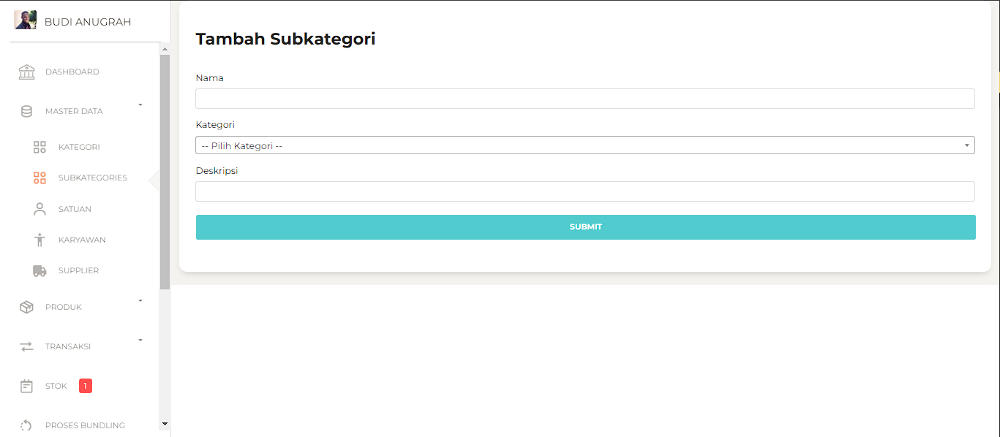 BUDI ANUGRAH
DASHBOARD
MASTER DATA
KATEGORI
SUBKATEGORIES
SATUAN
KARYAWAN
SUPPLIER
PRODUK
TRANSAKSI
STOK 1
PROSES BUNDLING
Tambah Subkategori
Nama
Kategori
-- Pilih Kategori --
Deskripsi
SUBMIT